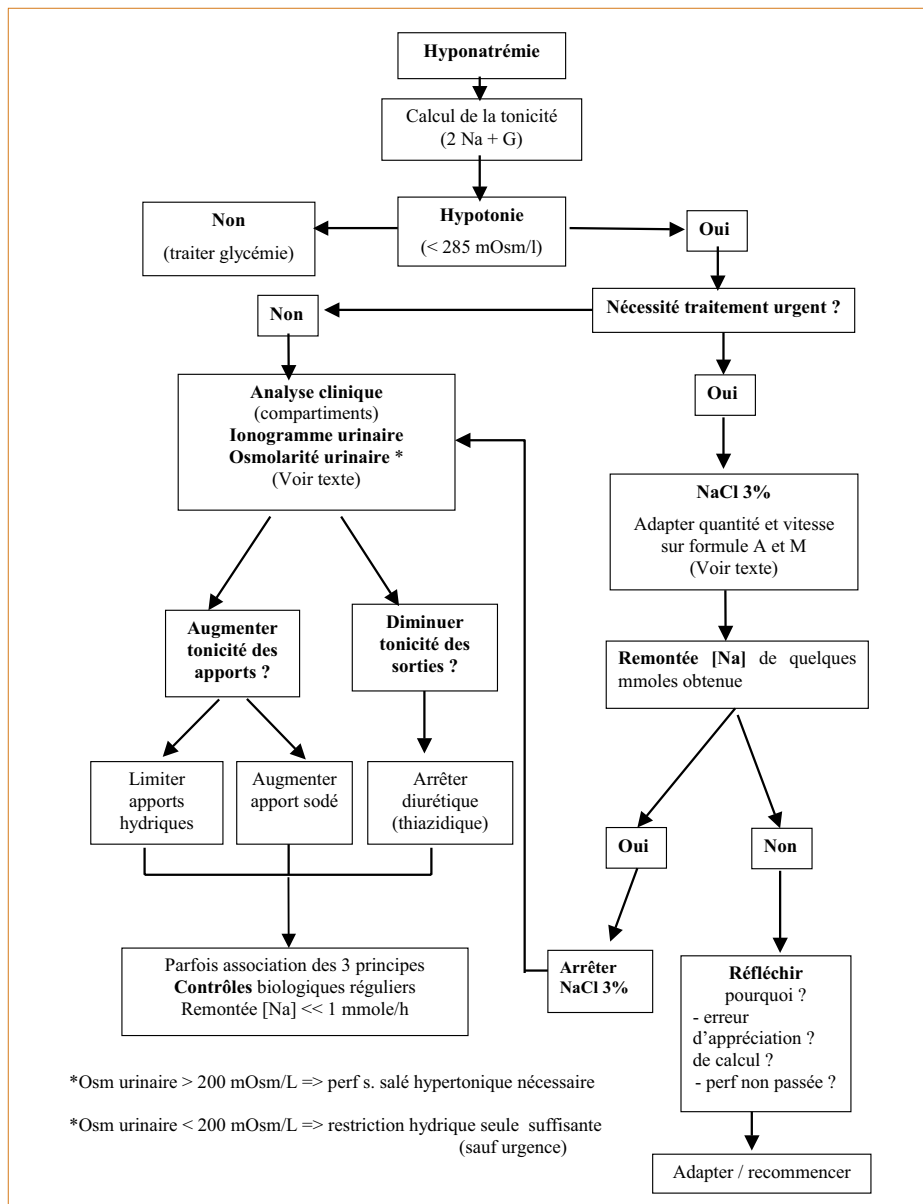 Hyponatrémie
Calcul de la tonicité
(2 Na + G)
Non
(traiter glycémie)
Hypotonie
(< 285 mOsm/l)
Oui
Non
Nécessité traitement urgent ?
Analyse clinique
(compartiments)
Ionogramme urinaire
Osmolarité urinaire *
(Voir texte)
Oui
NaCl 3%
Adapter quantité et vitesse
sur formule A et M
(Voir texte)
Augmenter
tonicité des
apports ?
Diminuer
tonicité des
sorties ?
Remontée [Na] de quelques
mmoles obtenue
Limiter
apports
hydriques
Augmenter
apport sodé
Arrêter
diurétique
(thiazidique)
Oui
Non
Parfois association des 3 principes
Contrôles biologiques réguliers
Remontée [Na] << 1 mmole/h
Arrêter
NaCl 3%
Réfléchir
pourquoi ?
- erreur
d’appréciation ?
de calcul ?
- perf non passée ?
*Osm urinaire > 200 mOsm/L => perf s. salé hypertonique nécessaire
*Osm urinaire < 200 mOsm/L => restriction hydrique seule suffisante
(sauf urgence)
Adapter / recommencer